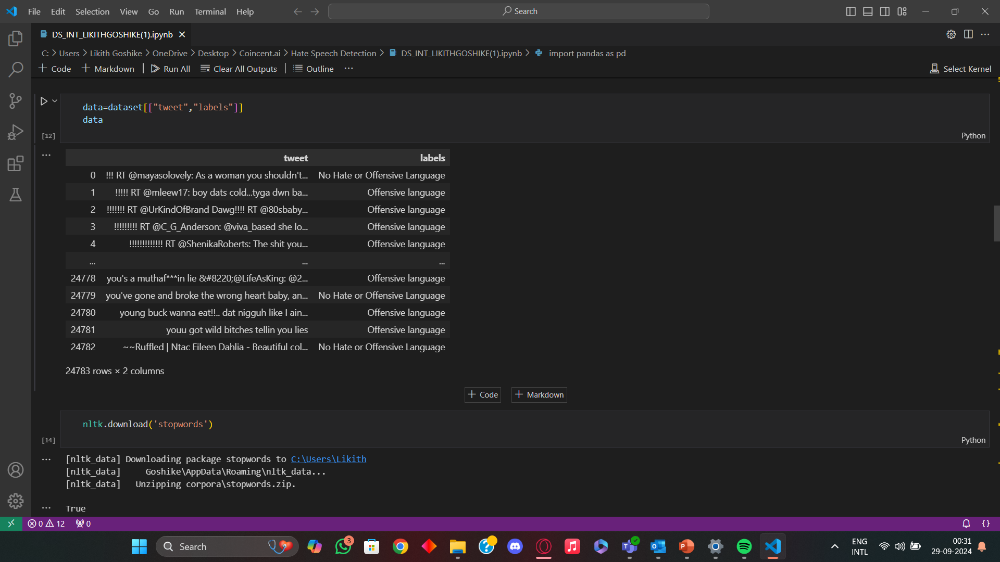 File Edit Selection View Go Run Terminal Help Search
DS_INT_LIKITHGOSHIKE(1).ipynb
C: > Users > Likith Goshike > OneDrive > Desktop > Coincent.ai > Hate Speech Detection > DS_INT_LIKITHGOSHIKE(1).ipynb > import pandas as pd
+ Code + Markdown | Run All Clear All Outputs | Outline ... Select Kernel
data=dataset[["tweet","labels"]]
data
[12] Python
... tweet labels
0 !!! RT @mayasolovely: As a woman you shouldn't... No Hate or Offensive Language
1 !!!!! RT @mleew17: boy dats cold...tyga dwn ba... Offensive language
2 !!!!!!! RT @UrKindOfBrand Dawg!!!! RT @80sbaby... Offensive language
3 !!!!!!!!! RT @C_G_Anderson: @viva_based she lo... Offensive language
4 !!!!!!!!!!!!! RT @ShenikaRoberts: The shit you... Offensive language
... ... ...
24778 you's a muthaf***in lie &#8220;@LifeAsKing: @2... Offensive language
24779 you've gone and broke the wrong heart baby, an... No Hate or Offensive Language
24780 young buck wanna eat!!.. dat nigguh like I ain... Offensive language
24781 youu got wild bitches tellin you lies Offensive language
24782 ~~Ruffled | Ntac Eileen Dahlia - Beautiful col... No Hate or Offensive Language
24783 rows × 2 columns
+ Code + Markdown
nltk.download('stopwords')
[14] Python
... [nltk_data] Downloading package stopwords to C:\Users\Likith
[nltk_data] Goshike\AppData\Roaming\nltk_data...
[nltk_data] Unzipping corpora\stopwords.zip.
... True
0 12 0 {}
Search 3 ENG 00:31
INTL 29-09-2024